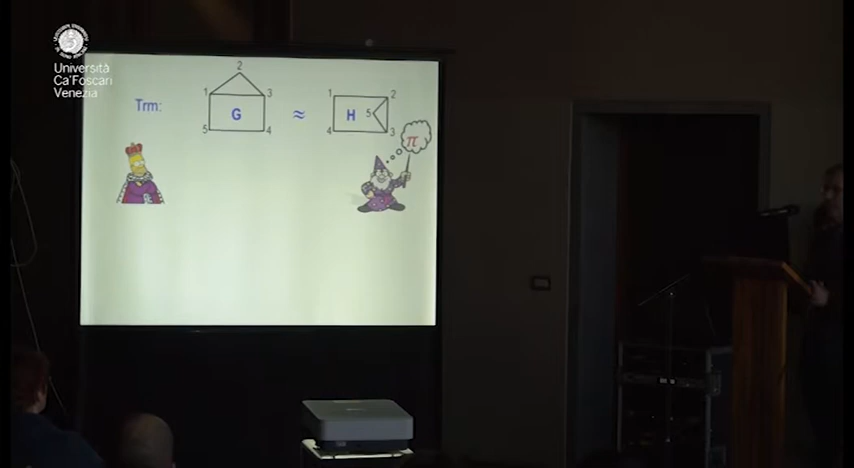 Università
Ca'Foscari
Venezia
Trm:
1 2 3 4 5
G
≈
1 2 3 4 5
H
π